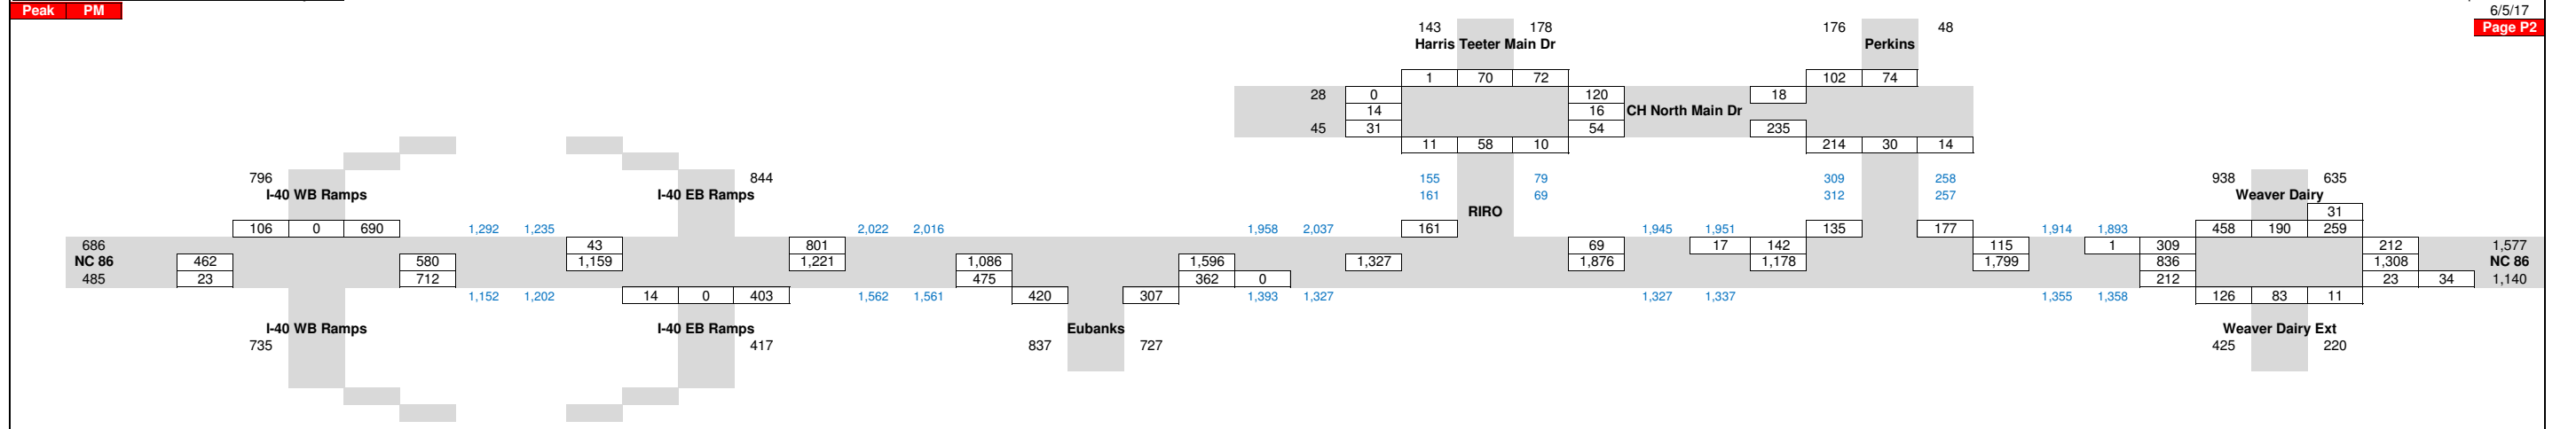 Peak PM 6/5/17
143 178 176 48 Page P2
Harris Teeter Main Dr Perkins
1 70 72 102 74
28 0 120 18
14 16 CH North Main Dr
45 31 54 235
11 58 10 214 30 14
796 844 155 79 309 258 938 635
I-40 WB Ramps I-40 EB Ramps 161 69 312 257 Weaver Dairy
RIRO 31
106 0 690 1,292 1,235 2,022 2,016 1,958 2,037 161 1,945 1,951 135 177 1,914 1,893 458 190 259
686 43 801 69 17 142 115 1 309 212 1,577
NC 86 462 580 1,159 1,221 1,086 1,596 1,327 1,876 1,178 1,799 836 1,308 NC 86
485 23 712 475 362 0 212 23 34 1,140
1,152 1,202 14 0 403 1,562 1,561 420 307 1,393 1,327 1,327 1,337 1,355 1,358 126 83 11
I-40 WB Ramps I-40 EB Ramps Eubanks Weaver Dairy Ext
735 417 837 727 425 220